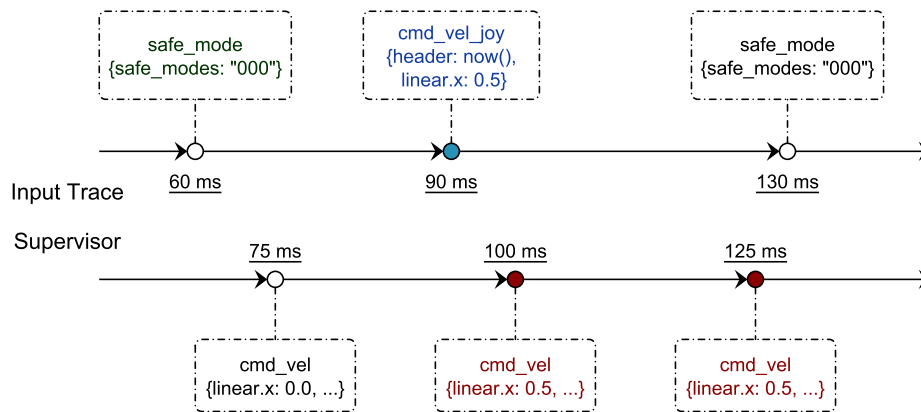 safe_mode
{safe_modes: "000"}
cmd_vel_joy
{header: now(),
linear.x: 0.5}
safe_mode
{safe_modes: "000"}
60 ms
90 ms
130 ms
Input Trace
Supervisor
75 ms
100 ms
125 ms
cmd_vel
{linear.x: 0.0, ...}
cmd_vel
{linear.x: 0.5, ...}
cmd_vel
{linear.x: 0.5, ...}